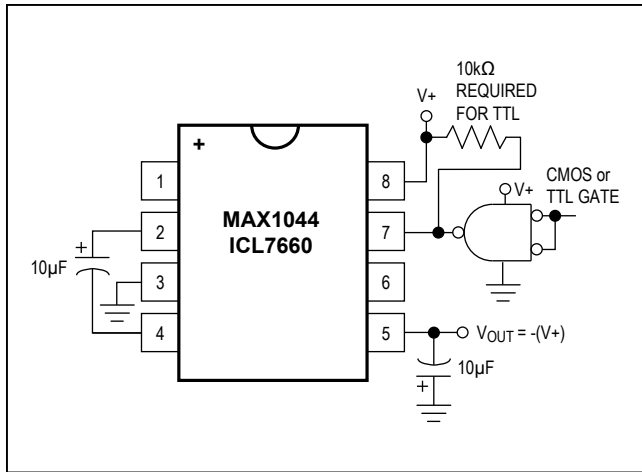 10kΩ
REQUIRED
FOR TTL
V+
+
1
8
CMOS or
TTL GATE
V+
MAX1044
ICL7660
2
7
+
10µF
3
6
4
5
VOUT = -(V+)
10µF
+